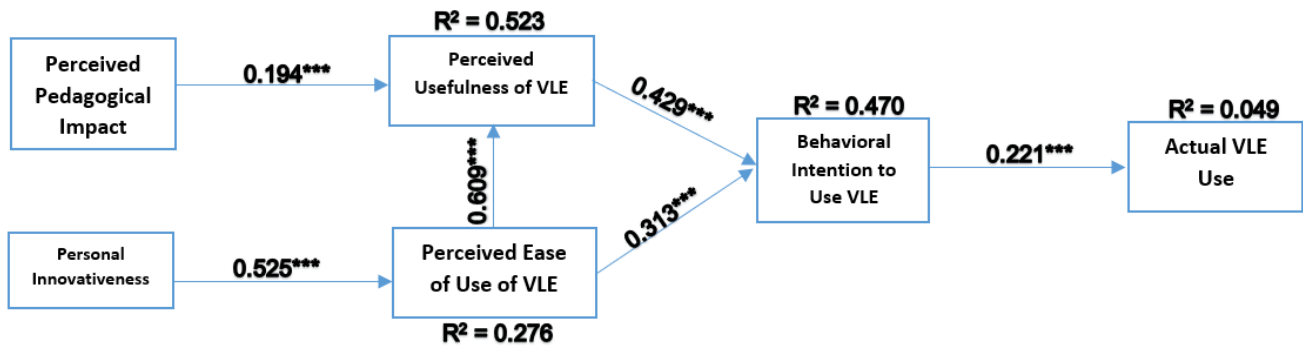 R² = 0.523
Perceived
Pedagogical
Impact
0.194***
Perceived
Usefulness of VLE
0.429***
R² = 0.470
Behavioral
Intention to
Use VLE
0.221***
R² = 0.049
Actual VLE
Use
0.609***
0.313***
Personal
Innovativeness
0.525***
Perceived Ease
of Use of VLE
R² = 0.276